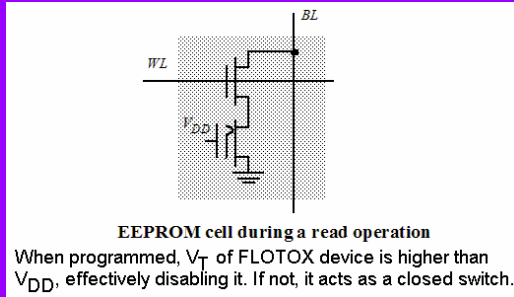 BL
WL
VDD
EEPROM cell during a read operation
When programmed, VT of FLOTOX device is higher than
VDD, effectively disabling it. If not, it acts as a closed switch.